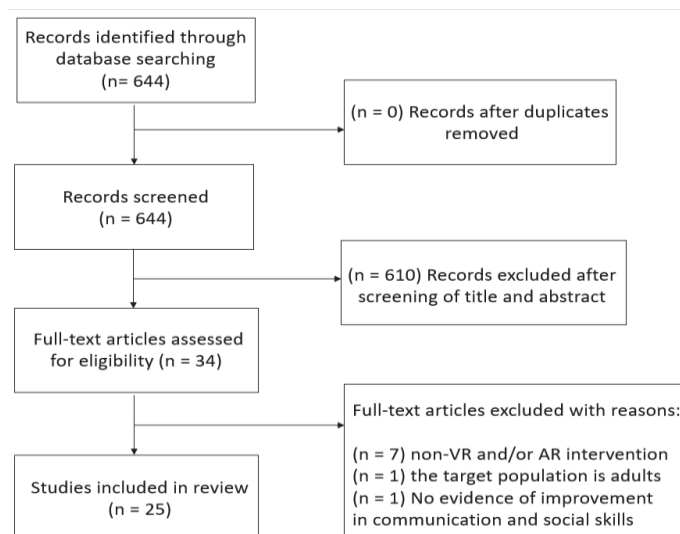 Records identified through
database searching
(n= 644)
(n = 0) Records after duplicates
removed
Records screened
(n = 644)
(n = 610) Records excluded after
screening of title and abstract
Full-text articles assessed
for eligibility (n = 34)
Full-text articles excluded with reasons:
(n = 7) non-VR and/or AR intervention
(n = 1) the target population is adults
(n = 1) No evidence of improvement
in communication and social skills
Studies included in review
(n = 25)